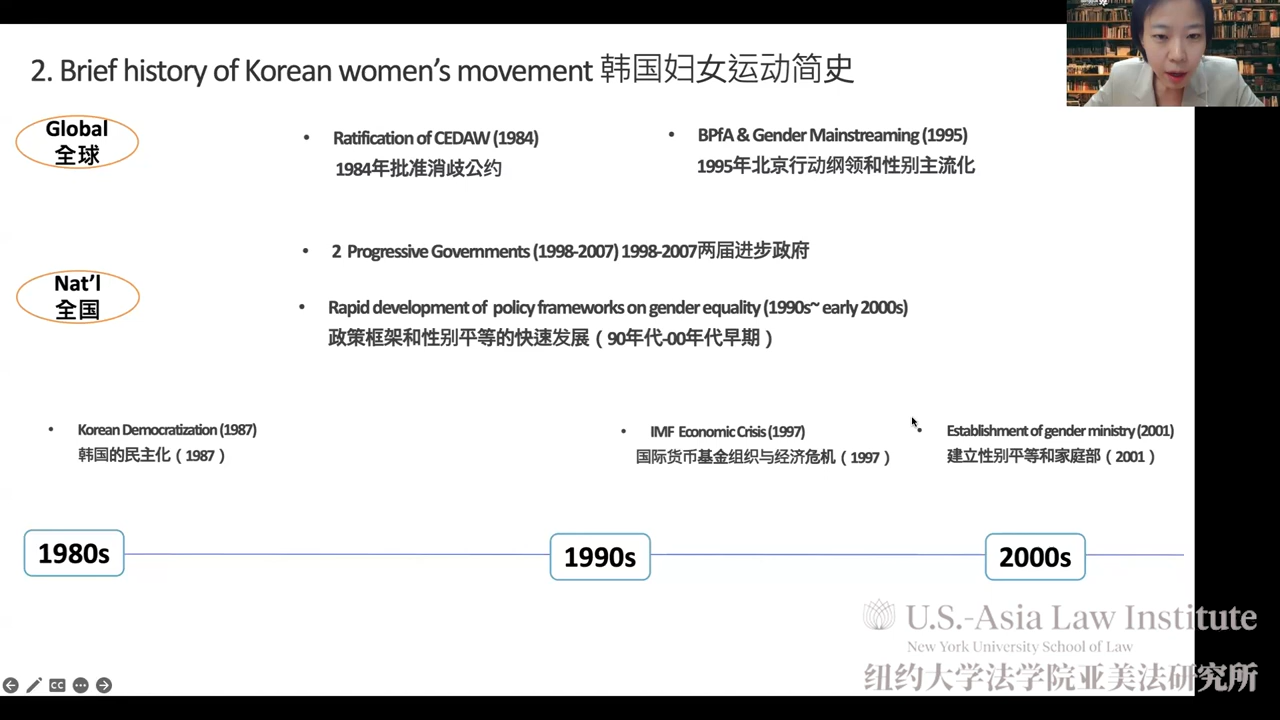 2. Brief history of Korean women's movement 韩国妇女运动简史
Global
全球
• Ratification of CEDAW (1984)
1984年批准消歧公约
• BPfA & Gender Mainstreaming (1995)
1995年北京行动纲领和性别主流化
• 2 Progressive Governments (1998-2007) 1998-2007两届进步政府
Nat'l
全国
• Rapid development of policy frameworks on gender equality (1990s~ early 2000s)
政策框架和性别平等的快速发展（90年代-00年代早期）
• Korean Democratization (1987)
韩国的民主化（1987）
• IMF Economic Crisis (1997)
国际货币基金组织与经济危机（1997）
• Establishment of gender ministry (2001)
建立性别平等和家庭部（2001）
1980s
1990s
2000s
U.S.-Asia Law Institute
New York University School of Law
纽约大学法学院亚美法研究所
CC